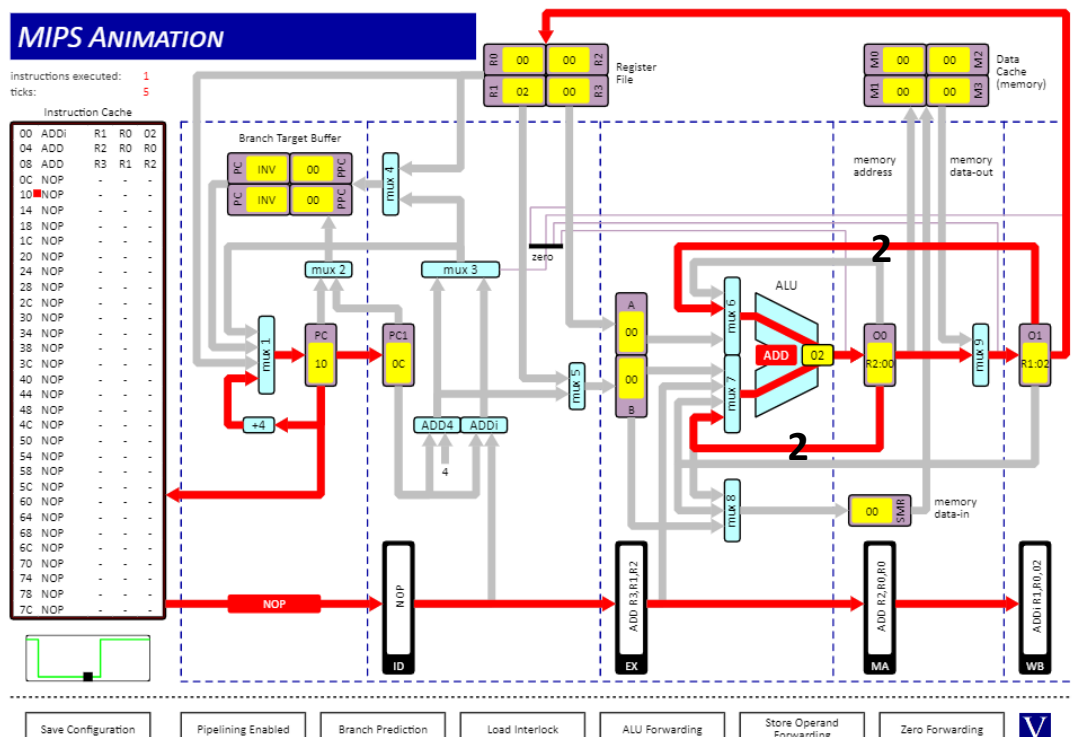 MIPS ANIMATION
instructions executed: 1
ticks: 5
Instruction Cache
00 ADDi R1 R0 02
04 ADD R2 R0 R0
08 ADD R3 R1 R2
0C NOP - - -
10 NOP - - -
14 NOP - - -
18 NOP - - -
1C NOP - - -
20 NOP - - -
24 NOP - - -
28 NOP - - -
2C NOP - - -
30 NOP - - -
34 NOP - - -
38 NOP - - -
3C NOP - - -
40 NOP - - -
44 NOP - - -
48 NOP - - -
4C NOP - - -
50 NOP - - -
54 NOP - - -
58 NOP - - -
5C NOP - - -
60 NOP - - -
64 NOP - - -
68 NOP - - -
6C NOP - - -
70 NOP - - -
74 NOP - - -
78 NOP - - -
7C NOP - - -
R0 00 00 R2
R1 02 00 R3
Register
File
M0 00 00 M2
M1 00 00 M3
Data
Cache
(memory)
Branch Target Buffer
PC INV 00 PPC
PC INV 00 PPC
mux 4
memory
address
memory
data-out
zero
2
mux 2
mux 3
mux 1
PC
10
PC1
0C
mux 5
A
00
00
B
mux 6
mux 7
ALU
ADD
02
O0
R2:00
mux 9
O1
R1:02
+4
ADD4
ADDi
4
2
mux 8
00 SMR
memory
data-in
NOP
NOP
ID
ADD R3,R1,R2
EX
ADD R2,R0,R0
MA
ADDi R1,R0,02
WB
Save Configuration
Pipelining Enabled
Branch Prediction
Load Interlock
ALU Forwarding
Store Operand
Forwarding
Zero Forwarding
V